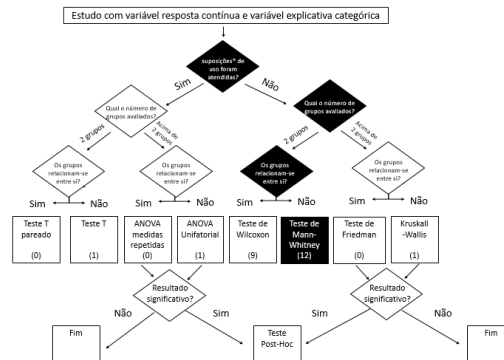 Estudo com variável resposta contínua e variável explicativa categórica
suposições* de
uso foram
atendidas?
Sim
Não
Qual o número de
grupos avaliados?
Qual o número de
grupos avaliados?
2 grupos
Acima de
2 grupos
2 grupos
Acima de
2 grupos
Os grupos
relacionam-se
entre si?
Os grupos
relacionam-se
entre si?
Os grupos
relacionam-se
entre si?
Os grupos
relacionam-se
entre si?
Sim Não Sim Não Sim Não Sim Não
Teste T
pareado
(0)
Teste T
(1)
ANOVA
medidas
repetidas
(0)
ANOVA
Unifatorial
(1)
Teste de
Wilcoxon
(9)
Teste de
Mann-
Whitney
(12)
Teste de
Friedman
(0)
Kruskall
-Wallis
(1)
Resultado
significativo?
Resultado
significativo?
Não
Sim
Sim
Não
Fim
Teste
Post-Hoc
Fim